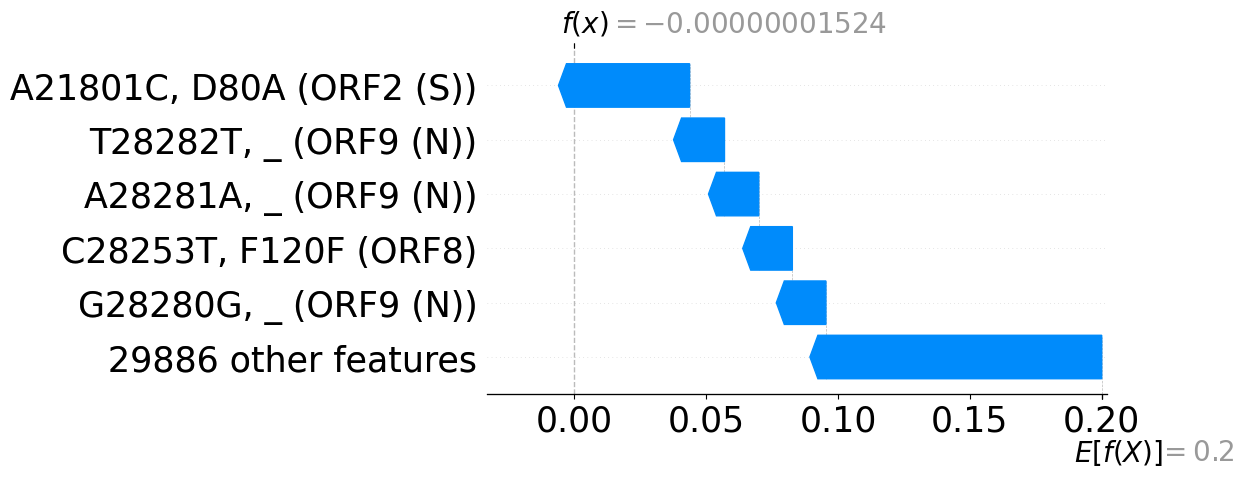 f(x) = −0.00000001524
A21801C, D80A (ORF2 (S))
T28282T, _ (ORF9 (N))
A28281A, _ (ORF9 (N))
C28253T, F120F (ORF8)
G28280G, _ (ORF9 (N))
29886 other features
0.00 0.05 0.10 0.15 0.20
E[f(X)] = 0.2